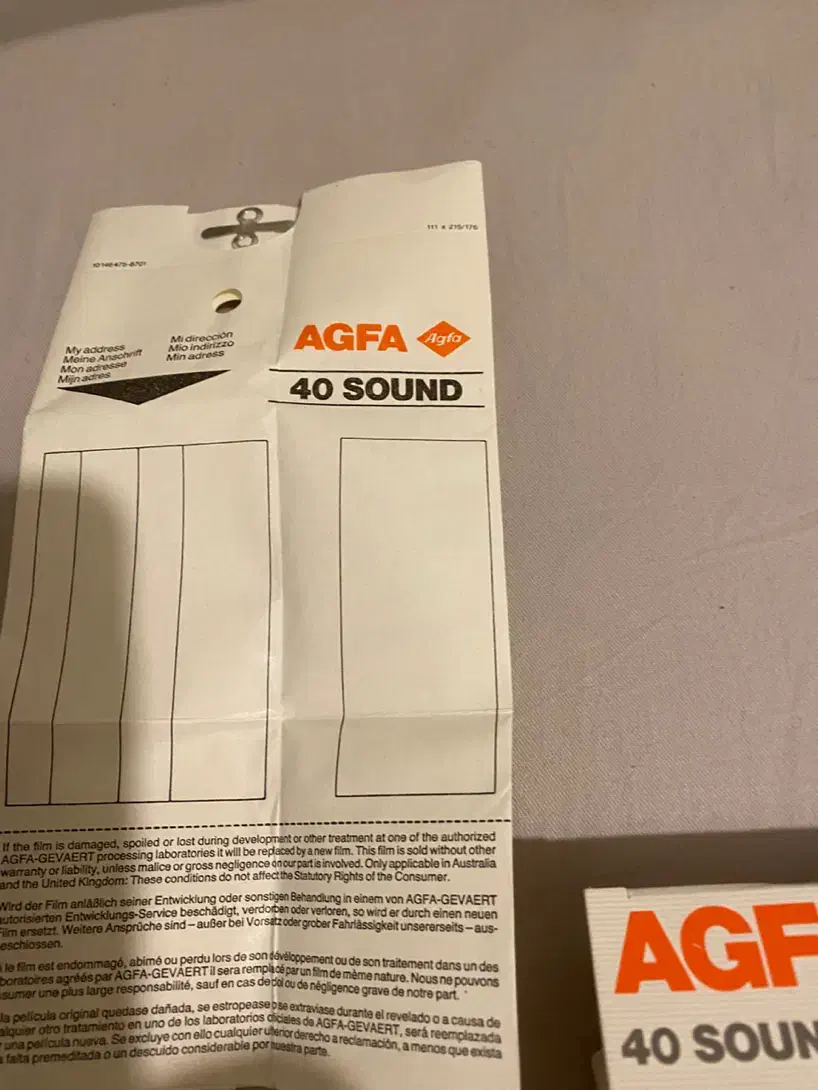 111 x 215/176
10146475-8701
My address
Meine Anschrift
Mon adresse
Mijn adres
Mi dirección
Mio indirizzo
Min adress
AGFA Agfa
40 SOUND
If the film is damaged, spoiled or lost during development or other treatment at one of the authorized
AGFA-GEVAERT processing laboratories it will be replaced by a new film. This film is sold without other
warranty or liability, unless malice or gross negligence on our part is involved. Only applicable in Australia
and the United Kingdom: These conditions do not affect the Statutory Rights of the Consumer.
Wird der Film anläßlich seiner Entwicklung oder sonstigen Behandlung in einem von AGFA-GEVAERT
autorisierten Entwicklungs-Service beschädigt, verdorben oder verloren, so wird er durch einen neuen
Film ersetzt. Weitere Ansprüche sind – außer bei Vorsatz oder grober Fahrlässigkeit unsererseits – aus-
eschlossen.
le film est endommagé, abimé ou perdu lors de son développement ou de son traitement dans un des
boratoires agréés par AGFA-GEVAERT il sera remplacé par un film de même nature. Nous ne pouvons
sumer une plus large responsabilité, sauf en cas de dol ou de négligence grave de notre part.
la película original quedase dañada, se estropease o se extraviase durante el revelado o a causa de
alquier otro tratamiento en uno de los laboratorios oficiales de AGFA-GEVAERT, será reemplazada
r una película nueva. Se excluye con ello cualquier ulterior derecho a reclamación, a menos que exista
falta premeditada o un descuido considerable por nuestra parte.
AGF
40 SOUN